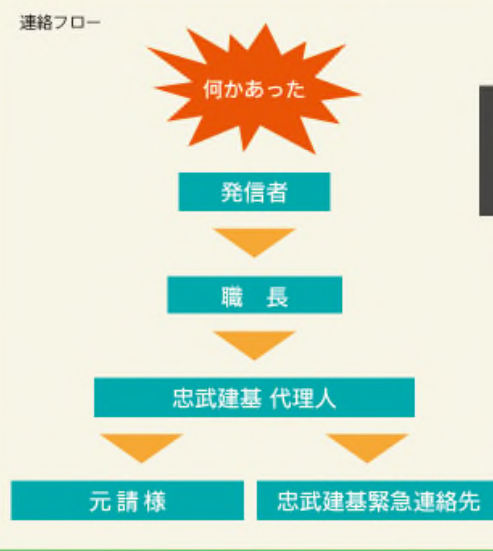 連絡フロー
何かあった
発信者
職　長
忠武建基 代理人
元請様
忠武建基緊急連絡先